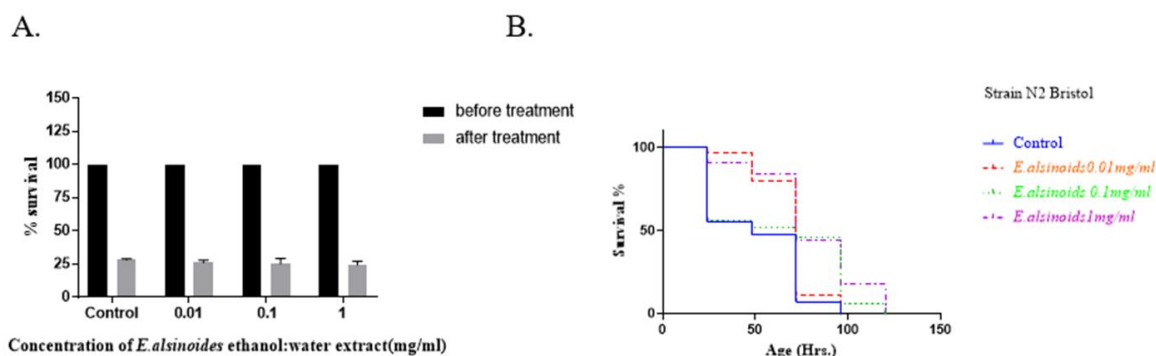 A.
B.
% survival
150
125
100
75
50
25
0
Control 0.01 0.1 1
Concentration of E.alsinoides ethanol:water extract(mg/ml)
before treatment
after treatment
Survival %
100
50
0
0 50 100 150
Age (Hrs.)
Strain N2 Bristol
Control
E.alsinoids0.01mg/ml
E.alsinoids 0.1mg/ml
E.alsinoids1mg/ml